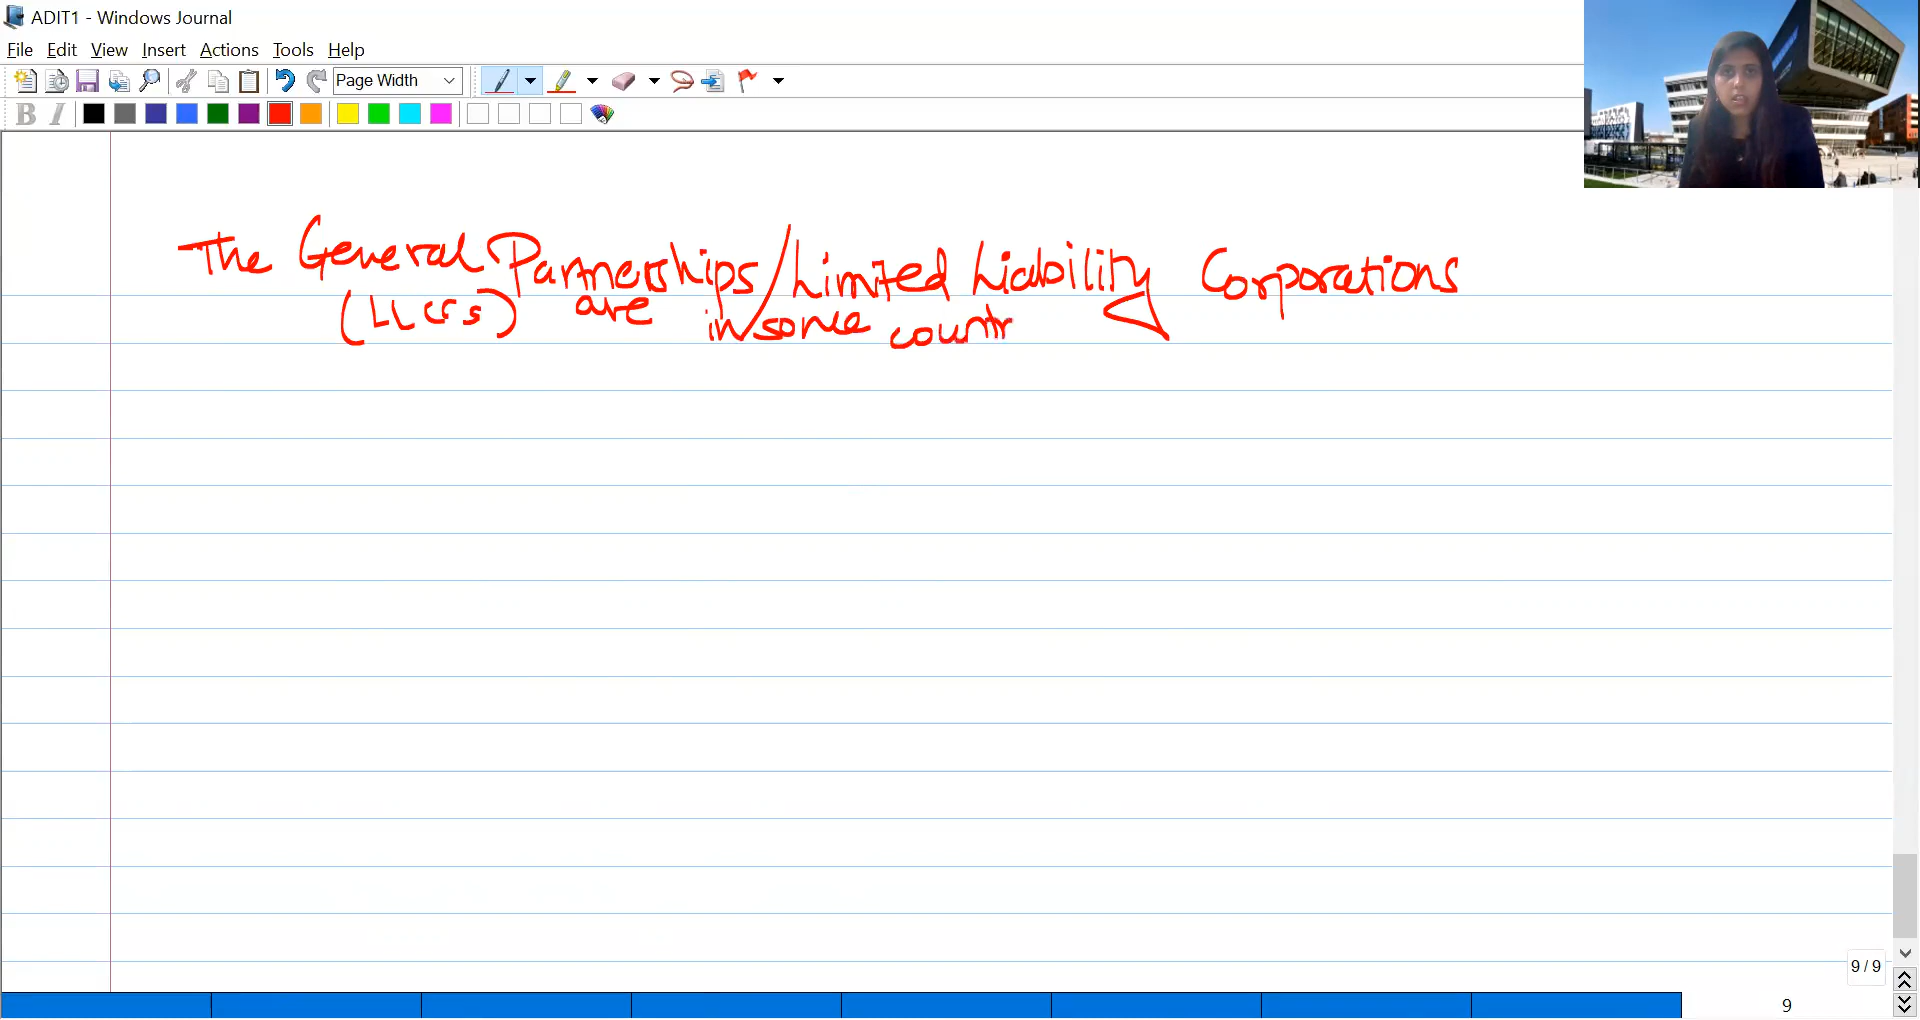 ADIT1 - Windows Journal
File Edit View Insert Actions Tools Help
Page Width
B I
The General Partnerships/Limited Liability Corporations
(LLCs) are in some countr
9 / 9
9